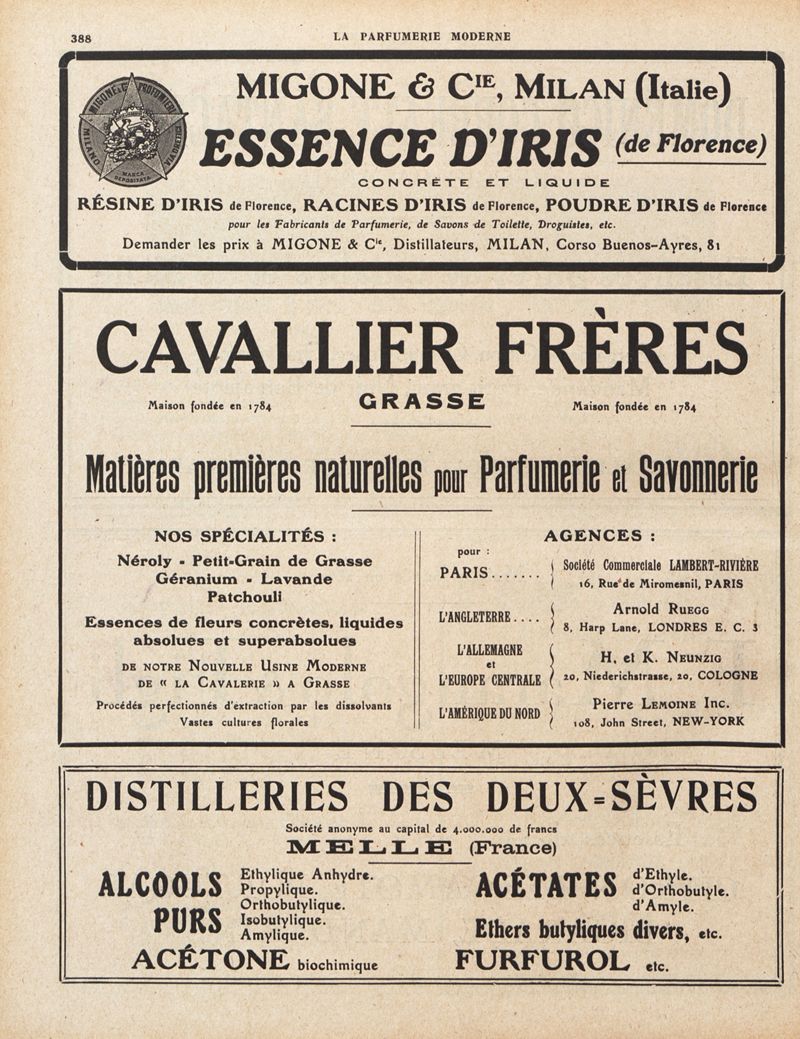 388
LA PARFUMERIE MODERNE
MIGONE & C PROFUMIERI
MILANO
MARCA
DEPOSITATA
MIGONE & CIE, MILAN (Italie)
ESSENCE D'IRIS (de Florence)
CONCRÈTE ET LIQUIDE
RÉSINE D'IRIS de Florence, RACINES D'IRIS de Florence, POUDRE D'IRIS de Florence
pour les Fabricants de Parfumerie, de Savons de Toilette, Droguistes, etc.
Demander les prix à MIGONE & Cie, Distillateurs, MILAN, Corso Buenos-Ayres, 81
CAVALLIER FRÈRES
Maison fondée en 1784
GRASSE
Maison fondée en 1784
Matières premières naturelles pour Parfumerie et Savonnerie
NOS SPÉCIALITÉS :
Néroly - Petit-Grain de Grasse
Géranium - Lavande
Patchouli
Essences de fleurs concrètes, liquides
absolues et superabsolues
DE NOTRE NOUVELLE USINE MODERNE
DE « LA CAVALERIE » A GRASSE
Procédés perfectionnés d'extraction par les dissolvants
Vastes cultures florales
AGENCES :
pour :
PARIS....... Société Commerciale LAMBERT-RIVIÈRE
16, Rue de Miromesnil, PARIS
L'ANGLETERRE.... Arnold RUEGG
8, Harp Lane, LONDRES E. C. 3
L'ALLEMAGNE
et
L'EUROPE CENTRALE
H. et K. NEUNZIG
20, Niederichstrasse, 20, COLOGNE
L'AMÉRIQUE DU NORD
Pierre LEMOINE Inc.
108, John Street, NEW-YORK
DISTILLERIES DES DEUX=SÈVRES
Société anonyme au capital de 4.000.000 de francs
MELLE (France)
ALCOOLS
PURS
Ethylique Anhydre.
Propylique.
Orthobutylique.
Isobutylique.
Amylique.
ACÉTATES
d'Ethyle.
d'Orthobutyle.
d'Amyle.
Ethers butyliques divers, etc.
ACÉTONE biochimique
FURFUROL etc.